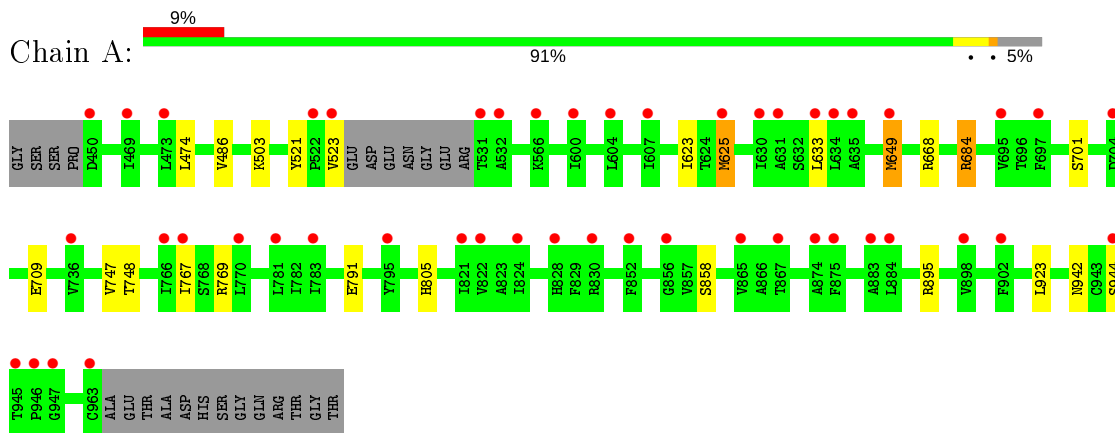 9%
Chain A:
91% • • 5%
GLY SER SER PRO D450 I469 L473 L474 V486 K503 Y521 P522 V523 GLU ASP GLU ASN GLY GLU ARG T531 A532 K566 I600 L604 I607 I623 T624 M625 I630 A631 S632 L633 L634 A635 M649 R668 R684 V695 T696 F697 S701 D704
E709 V736 V747 T748 I766 I767 S768 R769 L770 L781 I782 I783 E791 Y795 H805 I821 V822 A823 I824 H828 F829 R830 F852 G856 V857 S858 V865 A866 T867 A874 F875 A883 L884 R895 V898 F902 L923 N942 C943 S944
T945 P946 G947 C963 ALA GLU THR ALA ASP HIS SER GLY GLN ARG THR GLY THR